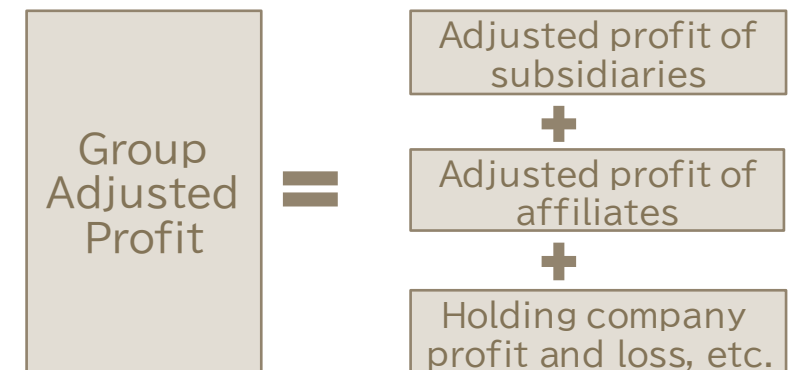 Group
Adjusted
Profit
=
Adjusted profit of
subsidiaries
+
Adjusted profit of
affiliates
+
Holding company
profit and loss, etc.